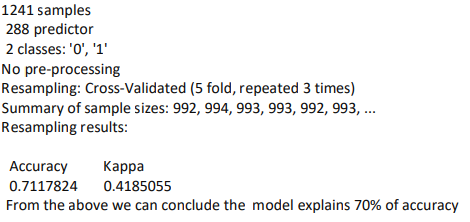 1241 samples
288 predictor
2 classes: '0', '1'
No pre-processing
Resampling: Cross-Validated (5 fold, repeated 3 times)
Summary of sample sizes: 992, 994, 993, 993, 992, 993, ...
Resampling results:
Accuracy Kappa
0.7117824 0.4185055
From the above we can conclude the model explains 70% of accuracy